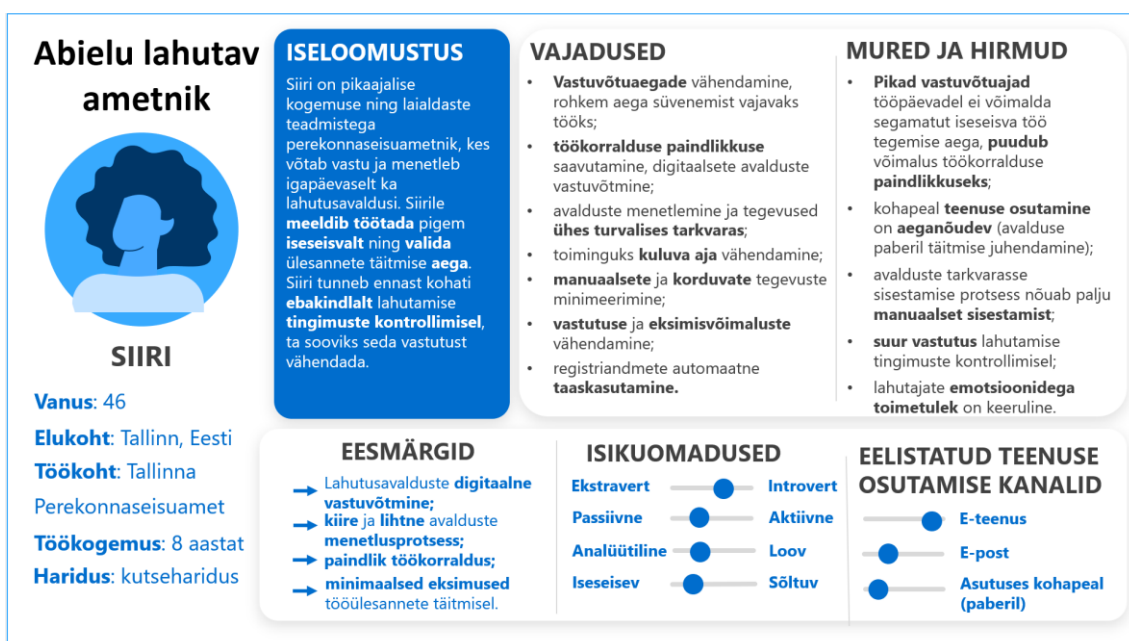 Abielu lahutav
ametnik
SIIRI
Vanus: 46
Elukoht: Tallinn, Eesti
Töökoht: Tallinna
Perekonnaseisuamet
Töökogemus: 8 aastat
Haridus: kutseharidus
ISELOOMUSTUS
Siiri on pikaajalise
kogemuse ning laialdaste
teadmistega
perekonnaseisuametnik, kes
võtab vastu ja menetleb
igapäevaselt ka
lahutusavaldusi. Siirile
meeldib töötada pigem
iseseisvalt ning valida
ülesannete täitmise aega.
Siiri tunneb ennast kohati
ebakindlalt lahutamise
tingimuste kontrollimisel,
ta sooviks seda vastutust
vähendada.
VAJADUSED
• Vastuvõtuaegade vähendamine,
rohkem aega süvenemist vajavaks
tööks;
• töökorralduse paindlikkuse
saavutamine, digitaalsete avalduste
vastuvõtmine;
• avalduste menetlemine ja tegevused
ühes turvalises tarkvaras;
• toiminguks kuluva aja vähendamine;
• manuaalsete ja korduvate tegevuste
minimeerimine;
• vastutuse ja eksimisvõimaluste
vähendamine;
• registriandmete automaatne
taaskasutamine.
MURED JA HIRMUD
• Pikad vastuvõtuajad
tööpäevadel ei võimalda
segamatut iseseisva töö
tegemise aega, puudub
võimalus töökorralduse
paindlikkuseks;
• kohapeal teenuse osutamine
on aeganõudev (avalduse
paberil täitmise juhendamine);
• avalduste tarkvarasse
sisestamise protsess nõuab palju
manuaalset sisestamist;
• suur vastutus lahutamise
tingimuste kontrollimisel;
• lahutajate emotsioonidega
toimetulek on keeruline.
EESMÄRGID
Lahutusavalduste digitaalne
vastuvõtmine;
kiire ja lihtne avalduste
menetlusprotsess;
paindlik töökorraldus;
minimaalsed eksimused
tööülesannete täitmisel.
ISIKUOMADUSED
Ekstravert Introvert
Passiivne Aktiivne
Analüütiline Loov
Iseseisev Sõltuv
EELISTATUD TEENUSE
OSUTAMISE KANALID
E-teenus
E-post
Asutuses kohapeal
(paberil)